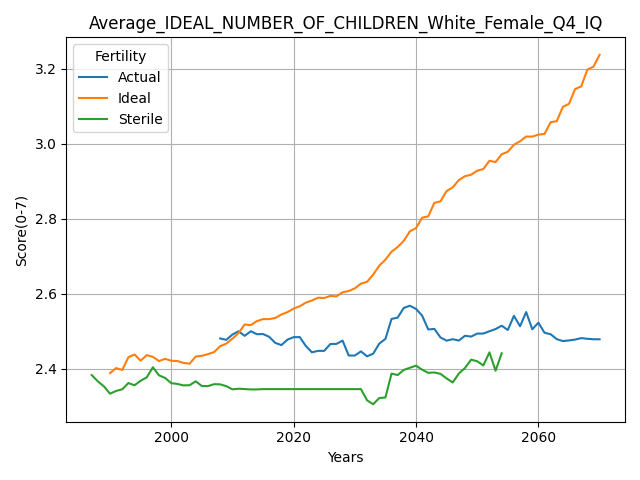 Average_IDEAL_NUMBER_OF_CHILDREN_White_Female_Q4_IQ
Fertility
Actual
Ideal
Sterile
3.2
3.0
2.8
2.6
2.4
Score(0-7)
2000 2020 2040 2060
Years